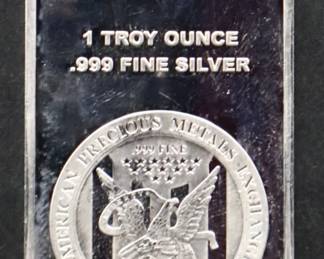 1 TROY OUNCE
.999 FINE SILVER
AMERICAN PRECIOUS METALS EXCHANGE
.999 FINE